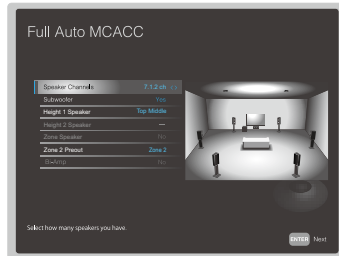 Full Auto MCACC
Speaker Channels 7.1.2 ch
Subwoofer Yes
Height 1 Speaker Top Middle
Height 2 Speaker ---
Zone Speaker No
Zone 2 Preout Zone 2
Bi-Amp No
Select how many speakers you have.
ENTER Next